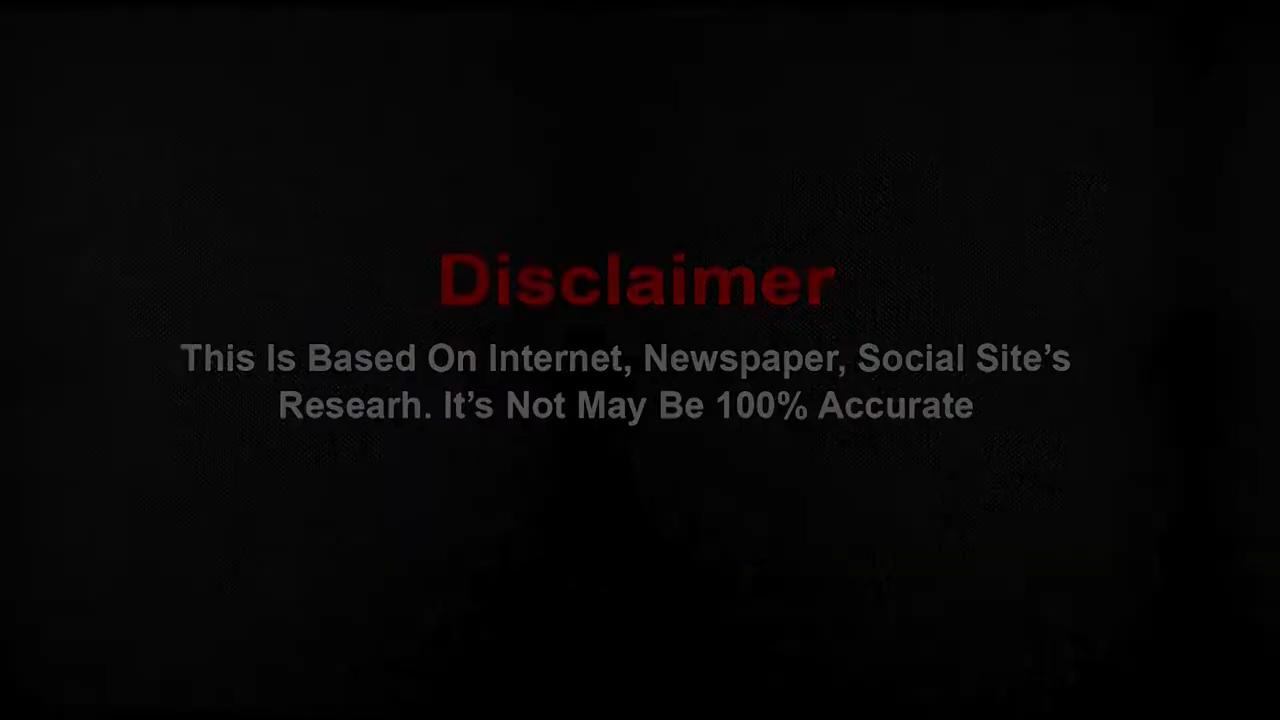 Disclaimer
This Is Based On Internet, Newspaper, Social Site’s
Researh. It’s Not May Be 100% Accurate